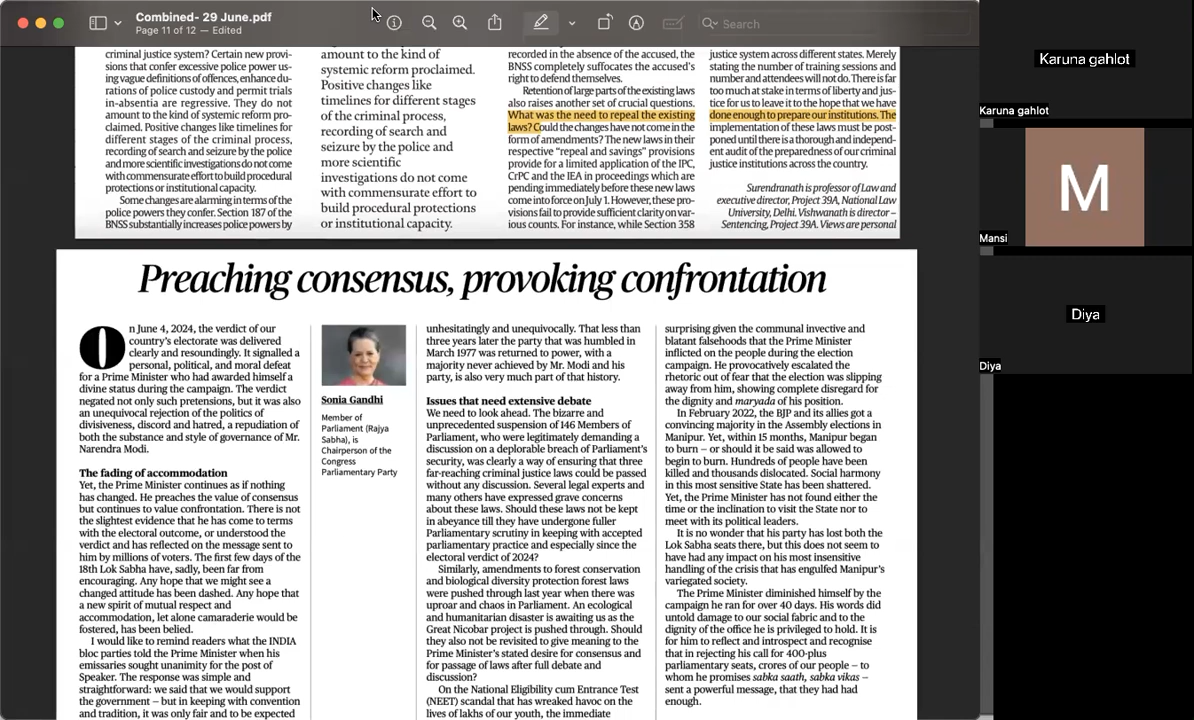 Combined- 29 June.pdf
Page 11 of 12 — Edited
Search
criminal justice system? Certain new provi-
sions that confer excessive police power us-
ing vague definitions of offences, enhance du-
rations of police custody and permit trials
in-absentia are regressive. They do not
amount to the kind of systemic reform pro-
claimed. Positive changes like timelines for
different stages of the criminal process,
recording of search and seizure by the police
and more scientific investigations do not come
with commensurate effort to build procedural
protections or institutional capacity.
Some changes are alarming in terms of the
police powers they confer. Section 187 of the
BNSS substantially increases police powers by
amount to the kind of
systemic reform proclaimed.
Positive changes like
timelines for different stages
of the criminal process,
recording of search and
seizure by the police and
more scientific
investigations do not come
with commensurate effort to
build procedural protections
or institutional capacity.
recorded in the absence of the accused, the
BNSS completely suffocates the accused's
right to defend themselves.
Retention of large parts of the existing laws
also raises another set of crucial questions.
What was the need to repeal the existing
laws? Could the changes have not come in the
form of amendments? The new laws in their
respective "repeal and savings" provisions
provide for a limited application of the IPC,
CrPC and the IEA in proceedings which are
pending immediately before these new laws
come into force on July 1. However, these pro-
visions fail to provide sufficient clarity on var-
ious counts. For instance, while Section 358
justice system across different states. Merely
stating the number of training sessions and
number and attendees will not do. There is far
too much at stake in terms of liberty and jus-
tice for us to leave it to the hope that we have
done enough to prepare our institutions. The
implementation of these laws must be post-
poned until there is a thorough and independ-
ent audit of the preparedness of our criminal
justice institutions across the country.
Surendranath is professor of Law and
executive director, Project 39A, National Law
University, Delhi. Vishwanath is director –
Sentencing, Project 39A. Views are personal
Preaching consensus, provoking confrontation
On June 4, 2024, the verdict of our
country's electorate was delivered
clearly and resoundingly. It signalled a
personal, political, and moral defeat
for a Prime Minister who had awarded himself a
divine status during the campaign. The verdict
negated not only such pretensions, but it was also
an unequivocal rejection of the politics of
divisiveness, discord and hatred, a repudiation of
both the substance and style of governance of Mr.
Narendra Modi.
The fading of accommodation
Yet, the Prime Minister continues as if nothing
has changed. He preaches the value of consensus
but continues to value confrontation. There is not
the slightest evidence that he has come to terms
with the electoral outcome, or understood the
verdict and has reflected on the message sent to
him by millions of voters. The first few days of the
18th Lok Sabha have, sadly, been far from
encouraging. Any hope that we might see a
changed attitude has been dashed. Any hope that
a new spirit of mutual respect and
accommodation, let alone camaraderie would be
fostered, has been belied.
I would like to remind readers what the INDIA
bloc parties told the Prime Minister when his
emissaries sought unanimity for the post of
Speaker. The response was simple and
straightforward: we said that we would support
the government – but in keeping with convention
and tradition, it was only fair and to be expected
Sonia Gandhi
Member of
Parliament (Rajya
Sabha), is
Chairperson of the
Congress
Parliamentary Party
unhesitatingly and unequivocally. That less than
three years later the party that was humbled in
March 1977 was returned to power, with a
majority never achieved by Mr. Modi and his
party, is also very much part of that history.
Issues that need extensive debate
We need to look ahead. The bizarre and
unprecedented suspension of 146 Members of
Parliament, who were legitimately demanding a
discussion on a deplorable breach of Parliament's
security, was clearly a way of ensuring that three
far-reaching criminal justice laws could be passed
without any discussion. Several legal experts and
many others have expressed grave concerns
about these laws. Should these laws not be kept
in abeyance till they have undergone fuller
Parliamentary scrutiny in keeping with accepted
parliamentary practice and especially since the
electoral verdict of 2024?
Similarly, amendments to forest conservation
and biological diversity protection forest laws
were pushed through last year when there was
uproar and chaos in Parliament. An ecological
and humanitarian disaster is awaiting us as the
Great Nicobar project is pushed through. Should
they also not be revisited to give meaning to the
Prime Minister's stated desire for consensus and
for passage of laws after full debate and
discussion?
On the National Eligibility cum Entrance Test
(NEET) scandal that has wreaked havoc on the
lives of lakhs of our youth, the immediate
surprising given the communal invective and
blatant falsehoods that the Prime Minister
inflicted on the people during the election
campaign. He provocatively escalated the
rhetoric out of fear that the election was slipping
away from him, showing complete disregard for
the dignity and maryada of his position.
In February 2022, the BJP and its allies got a
convincing majority in the Assembly elections in
Manipur. Yet, within 15 months, Manipur began
to burn – or should it be said was allowed to
begin to burn. Hundreds of people have been
killed and thousands dislocated. Social harmony
in this most sensitive State has been shattered.
Yet, the Prime Minister has not found either the
time or the inclination to visit the State nor to
meet with its political leaders.
It is no wonder that his party has lost both the
Lok Sabha seats there, but this does not seem to
have had any impact on his most insensitive
handling of the crisis that has engulfed Manipur's
variegated society.
The Prime Minister diminished himself by the
campaign he ran for over 40 days. His words did
untold damage to our social fabric and to the
dignity of the office he is privileged to hold. It is
for him to reflect and introspect and recognise
that in rejecting his call for 400-plus
parliamentary seats, crores of our people – to
whom he promises sabka saath, sabka vikas –
sent a powerful message, that they had had
enough.
Karuna gahlot
Karuna gahlot
M
Mansi
Diya
Diya